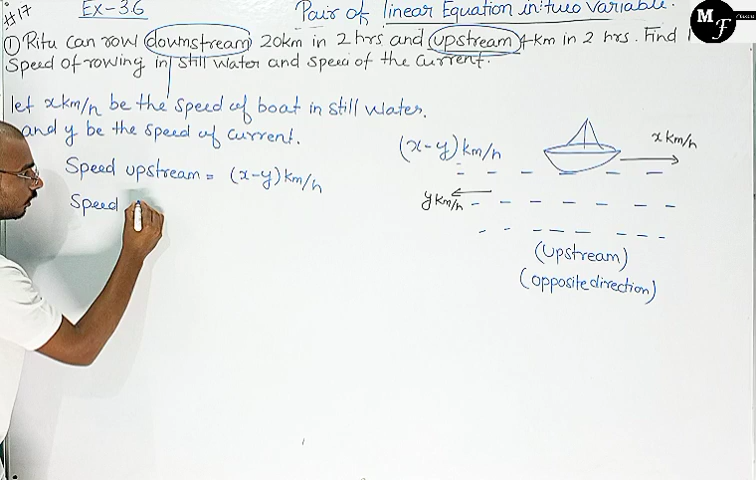 #17
Ex-3.6
Pair of linear Equation in two variable.
MF
① Ritu can row downstream 20km in 2 hrs and upstream 4km in 2 hrs. Find
Speed of rowing in still water and speed of the current.
let x km/h be the speed of boat in still water.
and y be the speed of current.
Speed upstream = (x-y) km/h
Speed
(x-y) km/h
x km/h
y km/h
(Upstream)
(opposite direction)